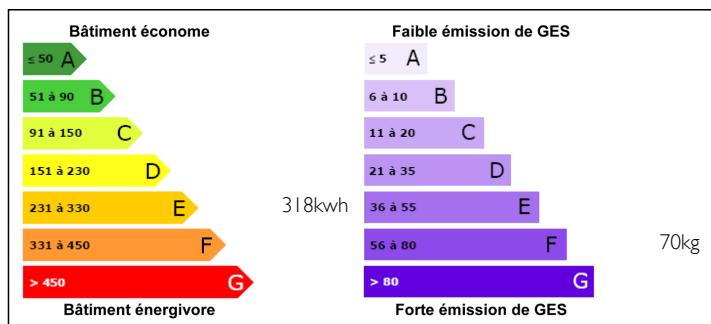 Bâtiment économe
≤ 50 A
51 à 90 B
91 à 150 C
151 à 230 D
231 à 330 E
318kwh
331 à 450 F
> 450 G
Bâtiment énergivore
Faible émission de GES
≤ 5 A
6 à 10 B
11 à 20 C
21 à 35 D
36 à 55 E
56 à 80 F
70kg
> 80 G
Forte émission de GES